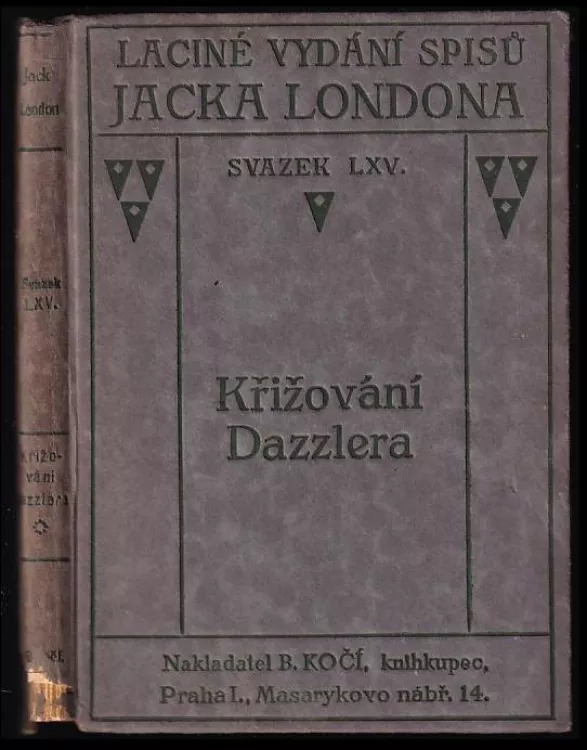 LACINÉ VYDÁNÍ SPISŮ
JACKA LONDONA
SVAZEK LXV.
Křižování
Dazzlera
Nakladatel B. KOČÍ, knihkupec,
Praha I., Masarykovo nábř. 14.
Jack
London
Svazek
LXV.
Křižo-
vání
Dazzlera